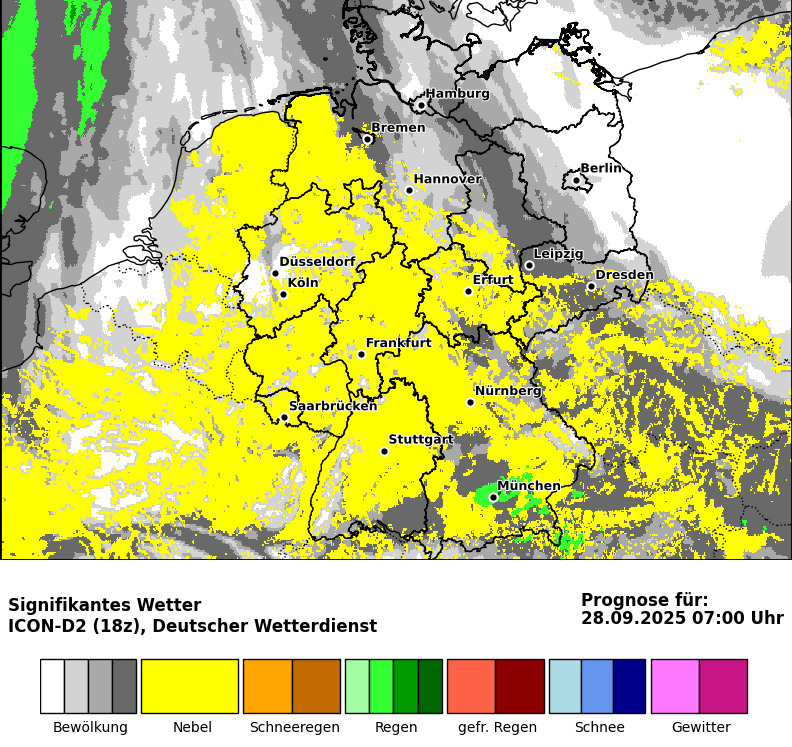 Hamburg
Bremen
Berlin
Hannover
Leipzig
Düsseldorf
Dresden
Köln
Erfurt
Frankfurt
Nürnberg
Saarbrücken
Stuttgart
München
Signifikantes Wetter
ICON-D2 (18z), Deutscher Wetterdienst
Prognose für:
28.09.2025 07:00 Uhr
Bewölkung Nebel Schneeregen Regen gefr. Regen Schnee Gewitter